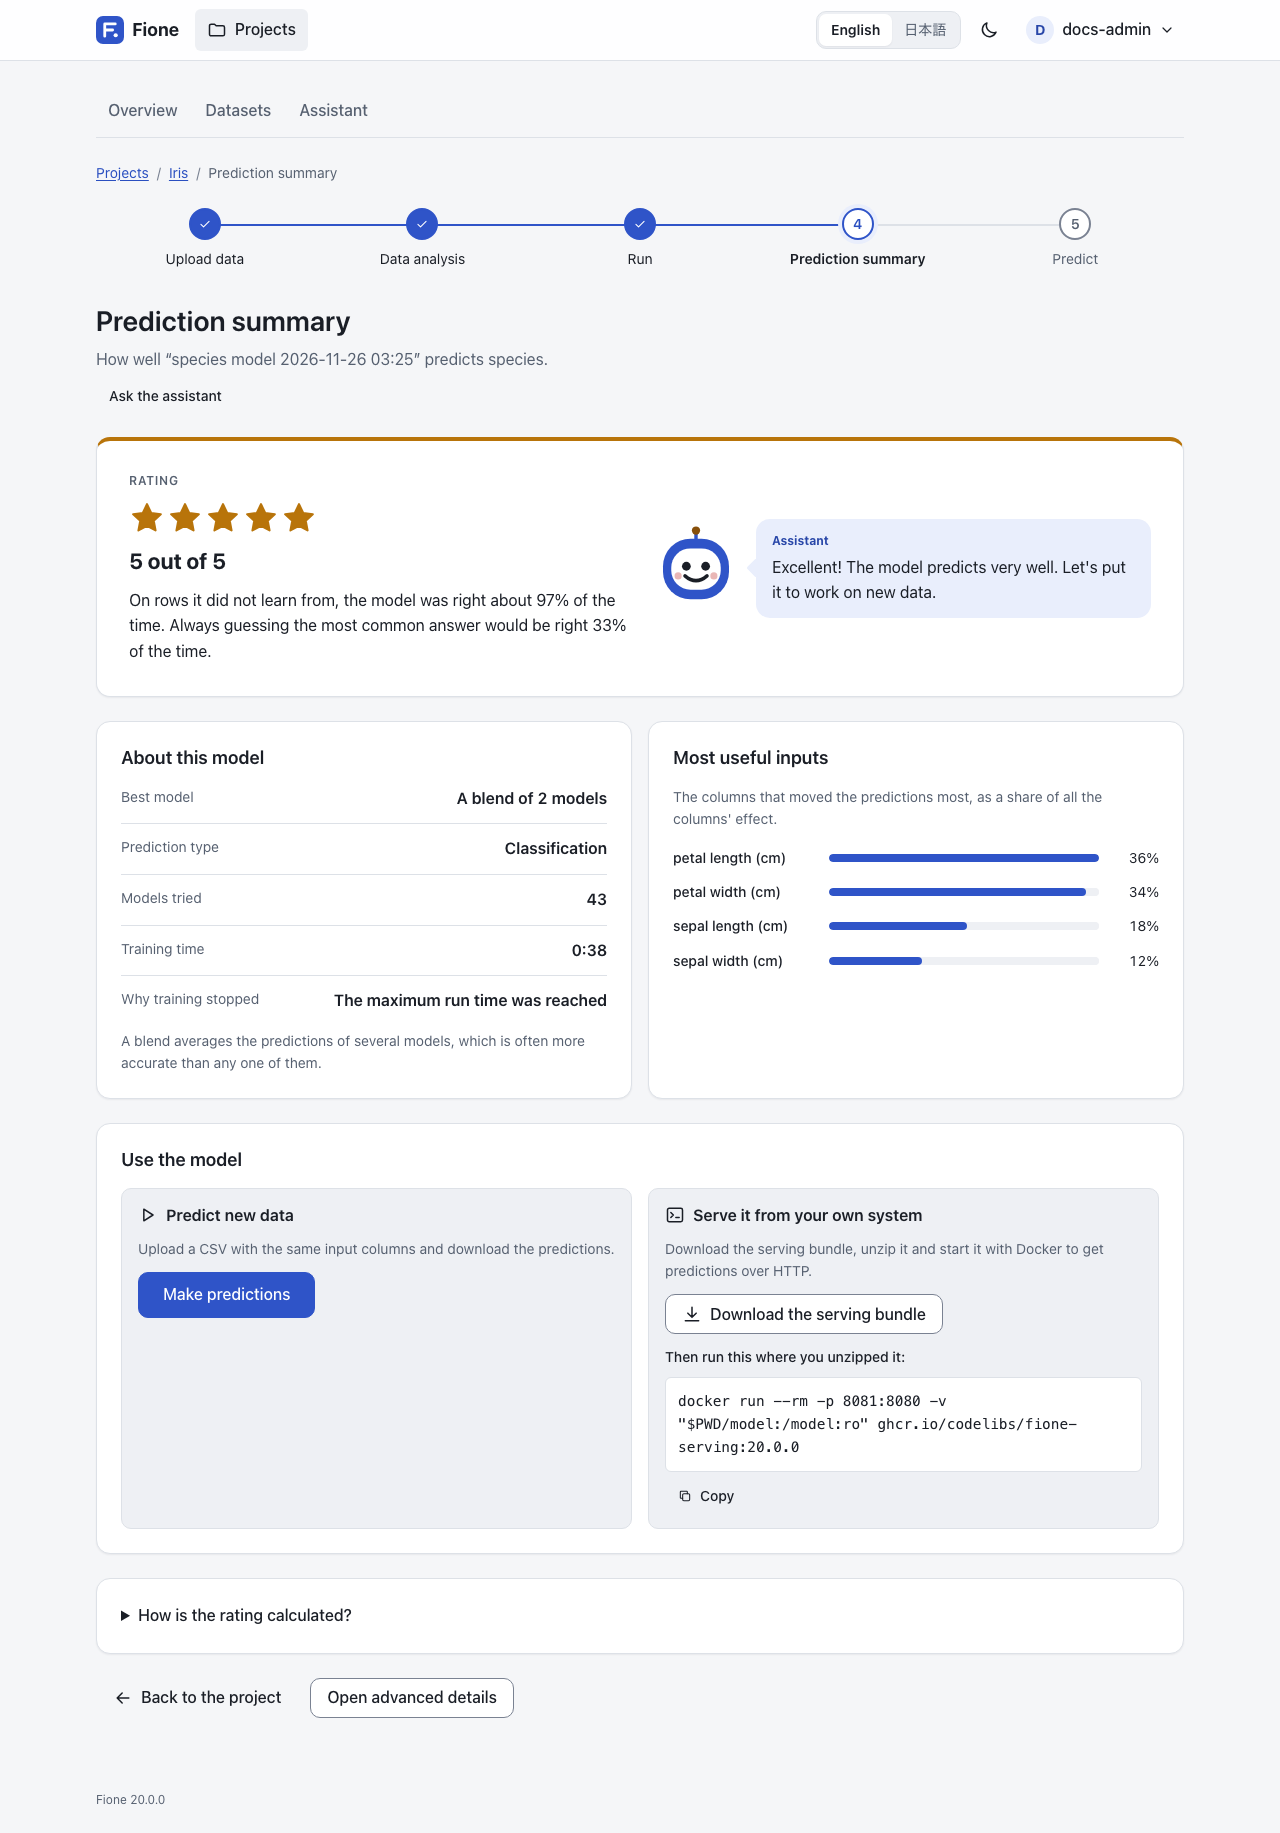 Fione
Projects
English
日本語
D
docs-admin
Overview
Datasets
Assistant
Projects / Iris / Prediction summary
4
5
Upload data
Data analysis
Run
Prediction summary
Predict
Prediction summary
How well “species model 2026-11-26 03:25” predicts species.
Ask the assistant
RATING
5 out of 5
On rows it did not learn from, the model was right about 97% of the
time. Always guessing the most common answer would be right 33%
of the time.
Assistant
Excellent! The model predicts very well. Let's put
it to work on new data.
About this model
Best model
A blend of 2 models
Prediction type
Classification
Models tried
43
Training time
0:38
Why training stopped
The maximum run time was reached
A blend averages the predictions of several models, which is often more
accurate than any one of them.
Most useful inputs
The columns that moved the predictions most, as a share of all the
columns' effect.
petal length (cm)
36%
petal width (cm)
34%
sepal length (cm)
18%
sepal width (cm)
12%
Use the model
Predict new data
Upload a CSV with the same input columns and download the predictions.
Make predictions
Serve it from your own system
Download the serving bundle, unzip it and start it with Docker to get
predictions over HTTP.
Download the serving bundle
Then run this where you unzipped it:
docker run --rm -p 8081:8080 -v
"$PWD/model:/model:ro" ghcr.io/codelibs/fione-
serving:20.0.0
Copy
How is the rating calculated?
Back to the project
Open advanced details
Fione 20.0.0